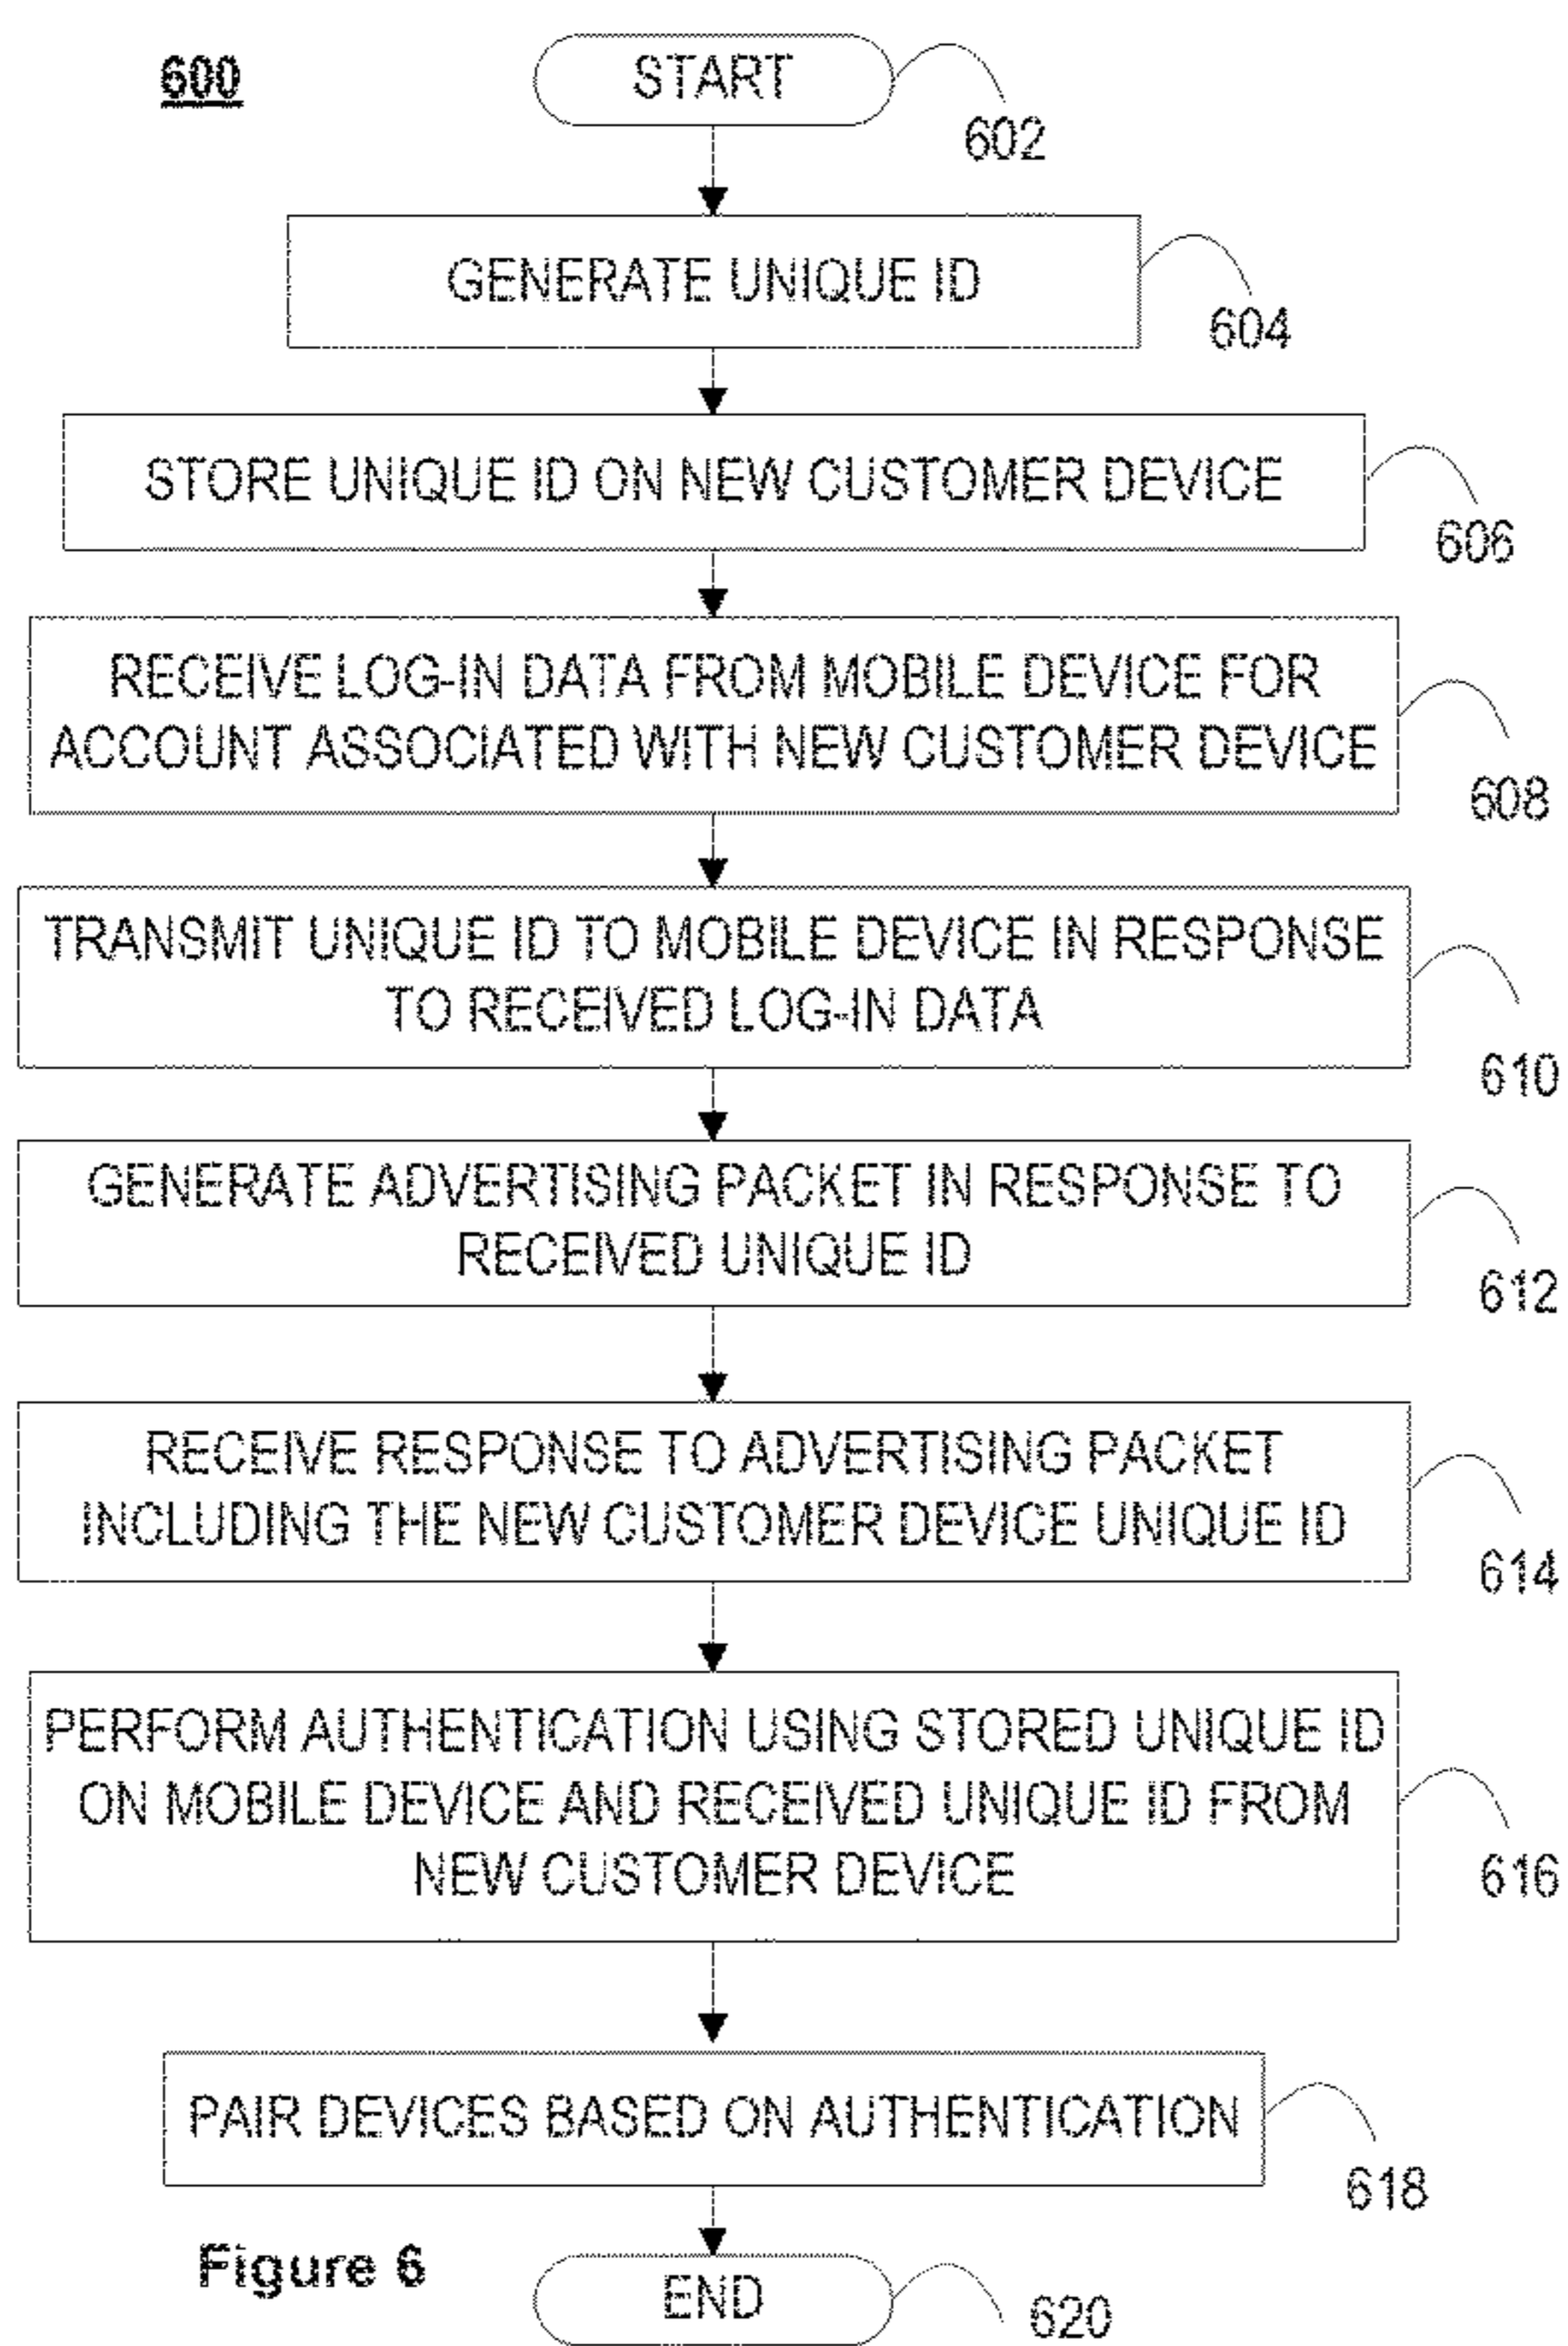 600
START
602
GENERATE UNIQUE ID
604
STORE UNIQUE ID ON NEW CUSTOMER DEVICE
606
RECEIVE LOG-IN DATA FROM MOBILE DEVICE FOR
ACCOUNT ASSOCIATED WITH NEW CUSTOMER DEVICE
608
TRANSMIT UNIQUE ID TO MOBILE DEVICE IN RESPONSE
TO RECEIVED LOG-IN DATA
610
GENERATE ADVERTISING PACKET IN RESPONSE TO
RECEIVED UNIQUE ID
612
RECEIVE RESPONSE TO ADVERTISING PACKET
INCLUDING THE NEW CUSTOMER DEVICE UNIQUE ID
614
PERFORM AUTHENTICATION USING STORED UNIQUE ID
ON MOBILE DEVICE AND RECEIVED UNIQUE ID FROM
NEW CUSTOMER DEVICE
616
PAIR DEVICES BASED ON AUTHENTICATION
618
Figure 6
END
620